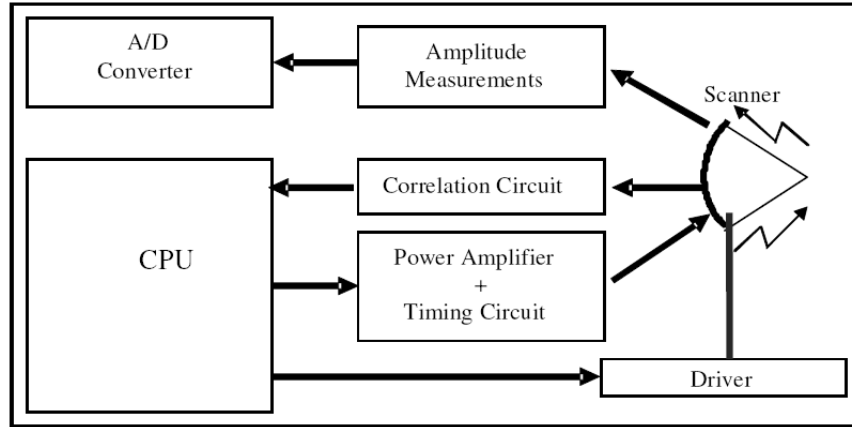 A/D
Converter
Amplitude
Measurements
Scanner
Correlation Circuit
CPU
Power Amplifier
+
Timing Circuit
Driver